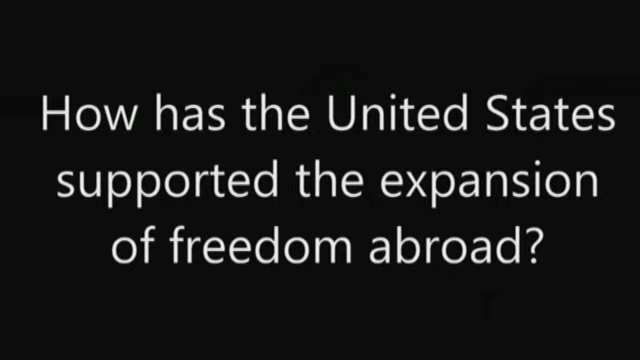 How has the United States
supported the expansion
of freedom abroad?